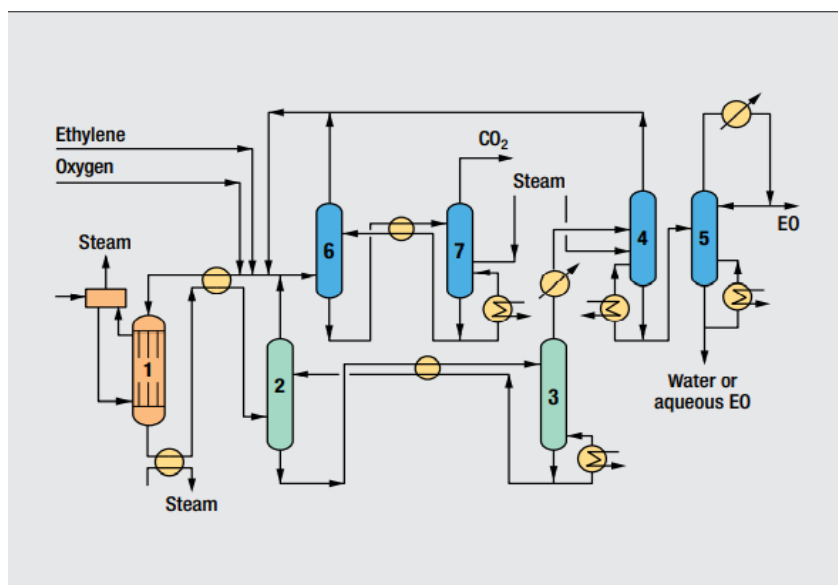 Ethylene
Oxygen
Steam
CO2
Steam
EO
6
7
4
5
1
2
3
Water or
aqueous EO
Steam